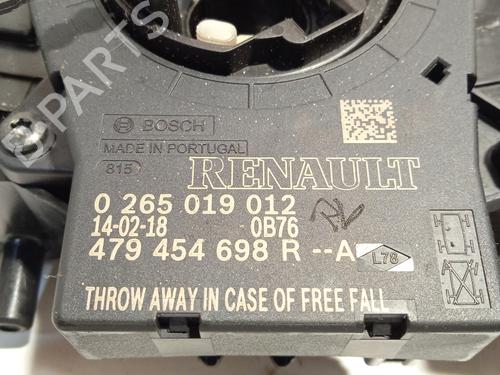 BOSCH
MADE IN PORTUGAL
815
RENAULT
0 265 019 012
14-02-18 0B76
479 454 698 R --A
L78
THROW AWAY IN CASE OF FREE FALL
B PARTS